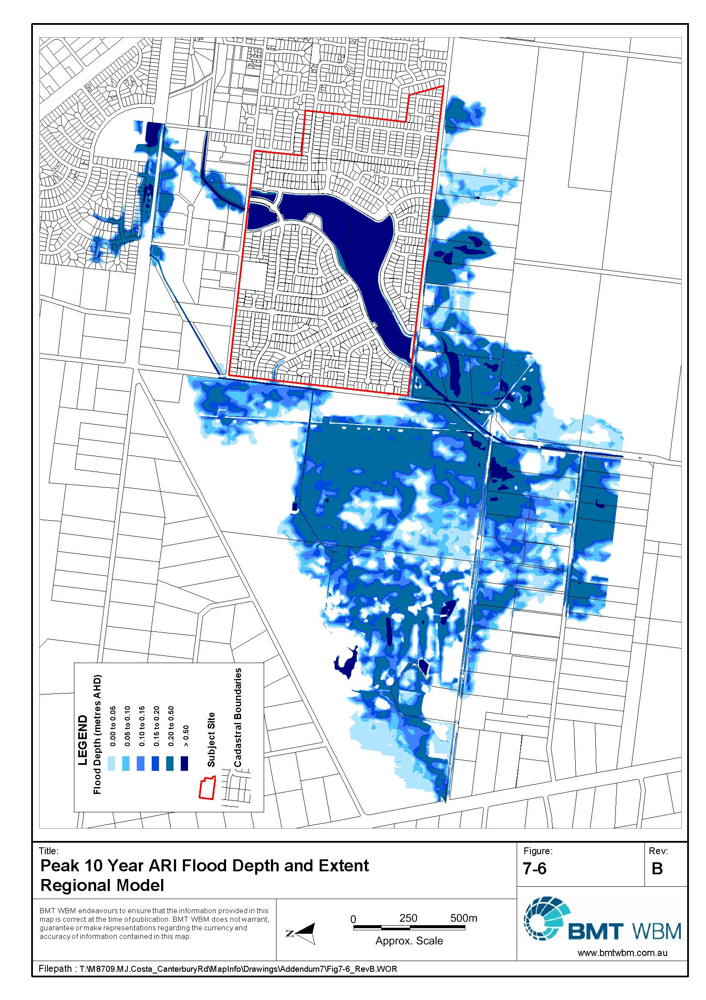 LEGEND
Flood Depth (metres AHD)
0.00 to 0.05
0.05 to 0.10
0.10 to 0.15
0.15 to 0.20
0.20 to 0.50
> 0.50
Subject Site
Cadastral Boundaries
Title:
Peak 10 Year ARI Flood Depth and Extent
Regional Model
Figure:
7-6
Rev:
B
BMT WBM endeavours to ensure that the information provided in this
map is correct at the time of publication. BMT WBM does not warrant,
guarantee or make representations regarding the currency and
accuracy of information contained in this map.
N
0 250 500m
Approx. Scale
BMT WBM
www.bmtwbm.com.au
Filepath : T:\M8709.MJ.Costa_CanterburyRd\MapInfo\Drawings\Addendum7\Fig7-6_RevB.WOR